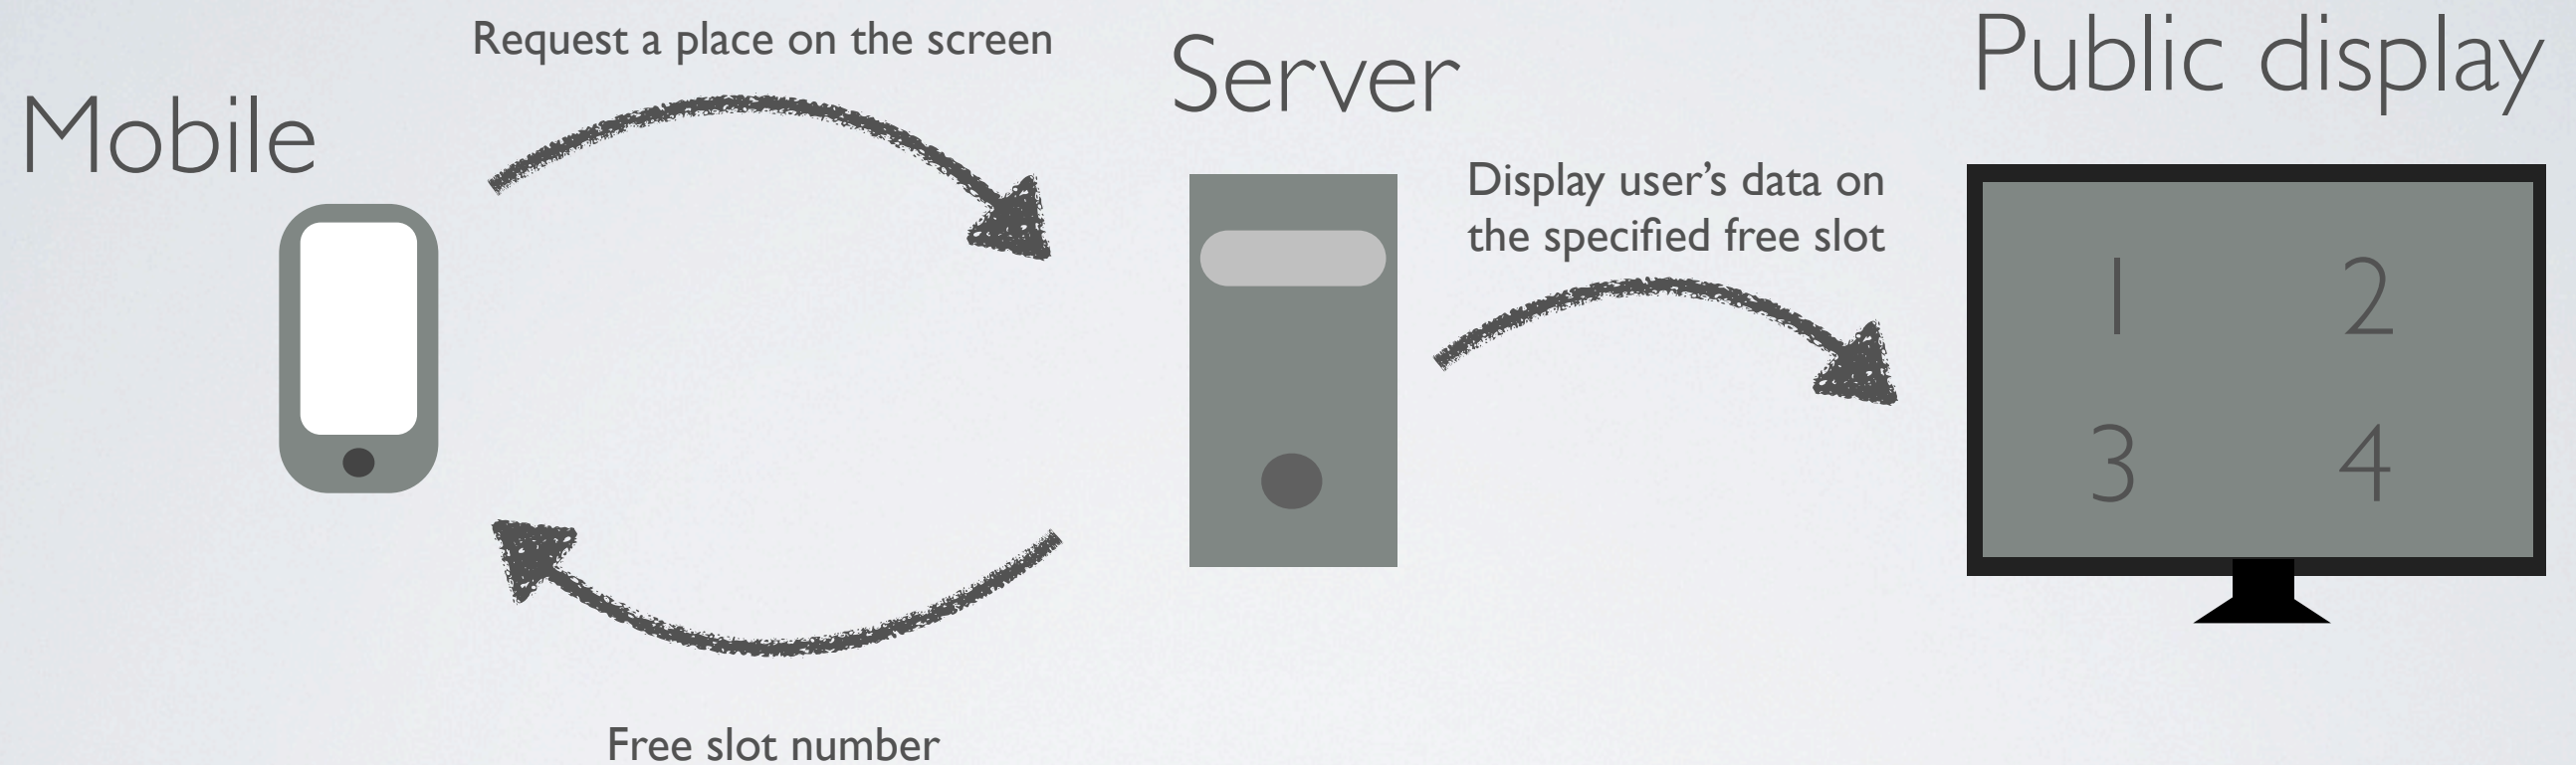 Request a place on the screen
Mobile
Server
Public display
Display user’s data on
the specified free slot
1 2
3 4
Free slot number